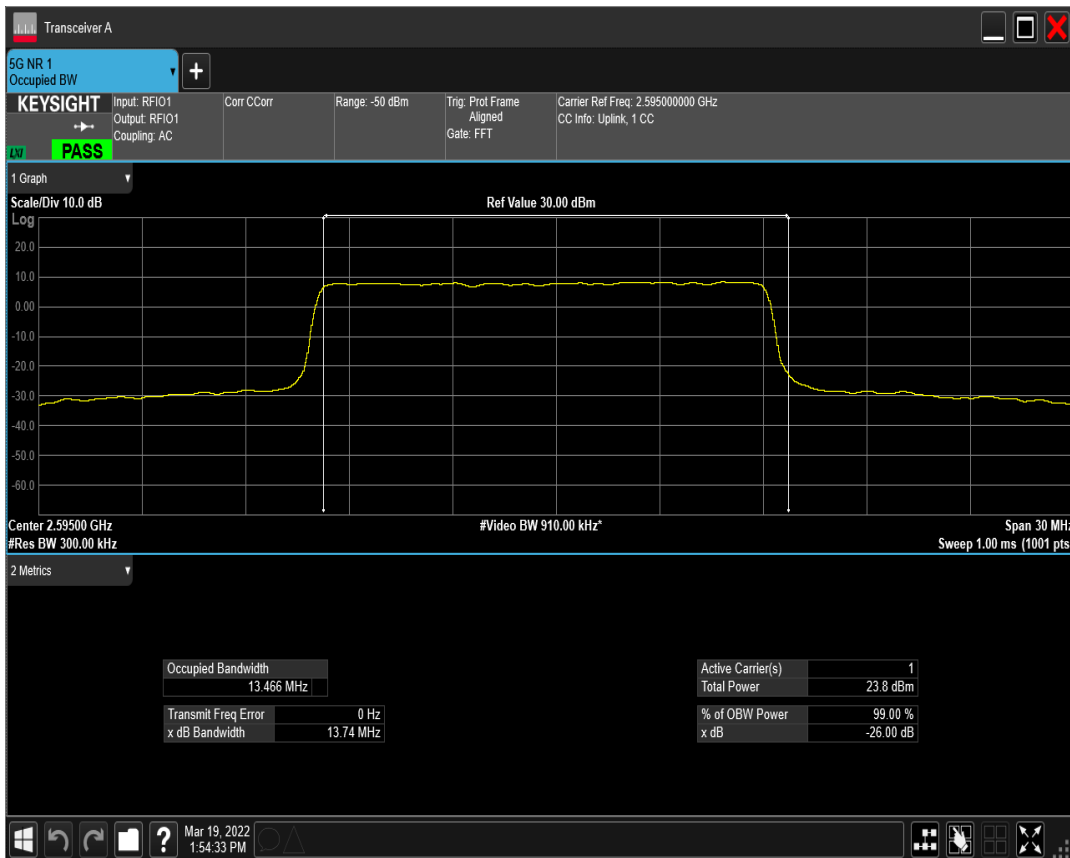 Transceiver A
5G NR 1
Occupied BW
KEYSIGHT
LXI
PASS
Input: RFIO1
Output: RFIO1
Coupling: AC
Corr CCorr
Range: -50 dBm
Trig: Prot Frame
Aligned
Gate: FFT
Carrier Ref Freq: 2.595000000 GHz
CC Info: Uplink, 1 CC
1 Graph
Scale/Div 10.0 dB
Ref Value 30.00 dBm
Log
20.0
10.0
0.00
-10.0
-20.0
-30.0
-40.0
-50.0
-60.0
Center 2.59500 GHz
#Video BW 910.00 kHz*
Span 30 MHz
#Res BW 300.00 kHz
Sweep 1.00 ms (1001 pts
2 Metrics
Occupied Bandwidth
13.466 MHz
Transmit Freq Error 0 Hz
x dB Bandwidth 13.74 MHz
Active Carrier(s) 1
Total Power 23.8 dBm
% of OBW Power 99.00 %
x dB -26.00 dB
?
Mar 19, 2022
1:54:33 PM